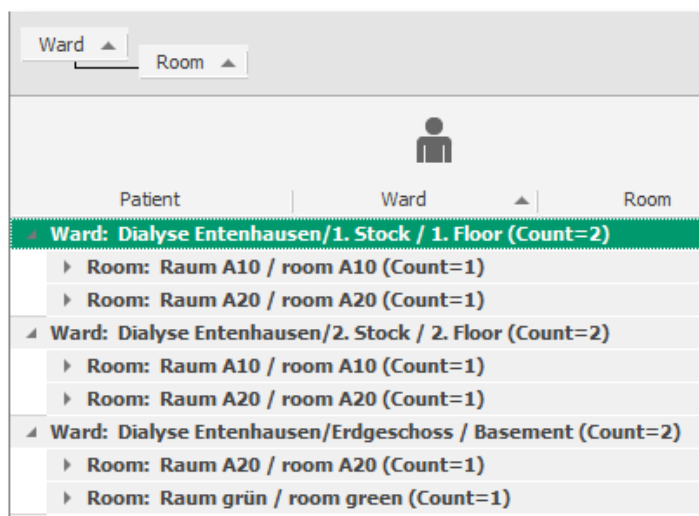 Ward
Room
Patient Ward Room
Ward: Dialyse Entenhausen/1. Stock / 1. Floor (Count=2)
Room: Raum A10 / room A10 (Count=1)
Room: Raum A20 / room A20 (Count=1)
Ward: Dialyse Entenhausen/2. Stock / 2. Floor (Count=2)
Room: Raum A10 / room A10 (Count=1)
Room: Raum A20 / room A20 (Count=1)
Ward: Dialyse Entenhausen/Erdgeschoss / Basement (Count=2)
Room: Raum A20 / room A20 (Count=1)
Room: Raum grün / room green (Count=1)